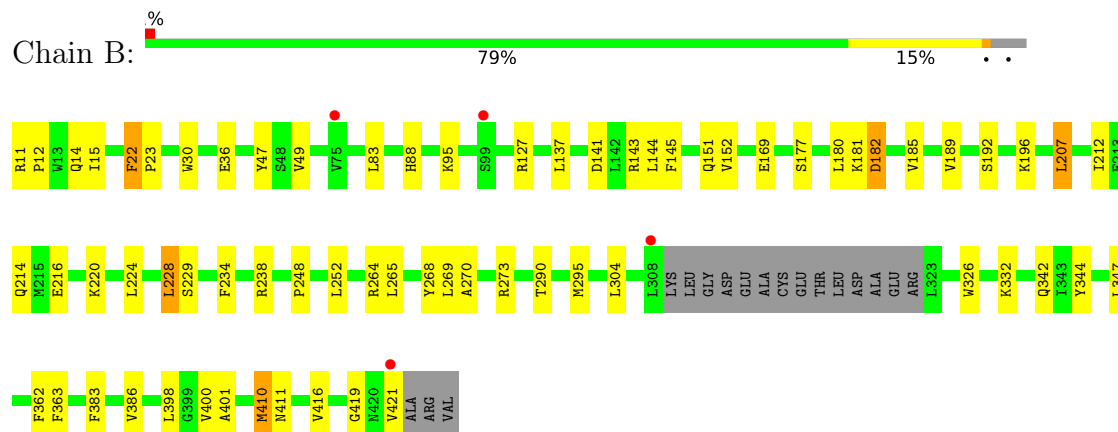 .%
Chain B:
79% 15% • •
R11 P12 W13 Q14 I15 F22 P23 W30 E36 Y47 S48 V49 V75 L83 H88 K95 S99 R127 L137 D141 L142 R143 L144 F145 Q151 V152 E169 S177 L180 K181 D182 V185 V189 S192 K196 L207 I212 E213
Q214 M215 E216 K220 L224 L228 S229 F234 R238 P248 L252 R264 L265 Y268 L269 A270 R273 T290 M295 L304 L308 LYS LEU GLY ASP GLU ALA CYS GLU THR LEU ASP ALA GLU ARG L323 W326 K332 Q342 I343 Y344 L347
F362 F363 F383 V386 L398 G399 V400 A401 M410 N411 V416 G419 N420 V421 ALA ARG VAL